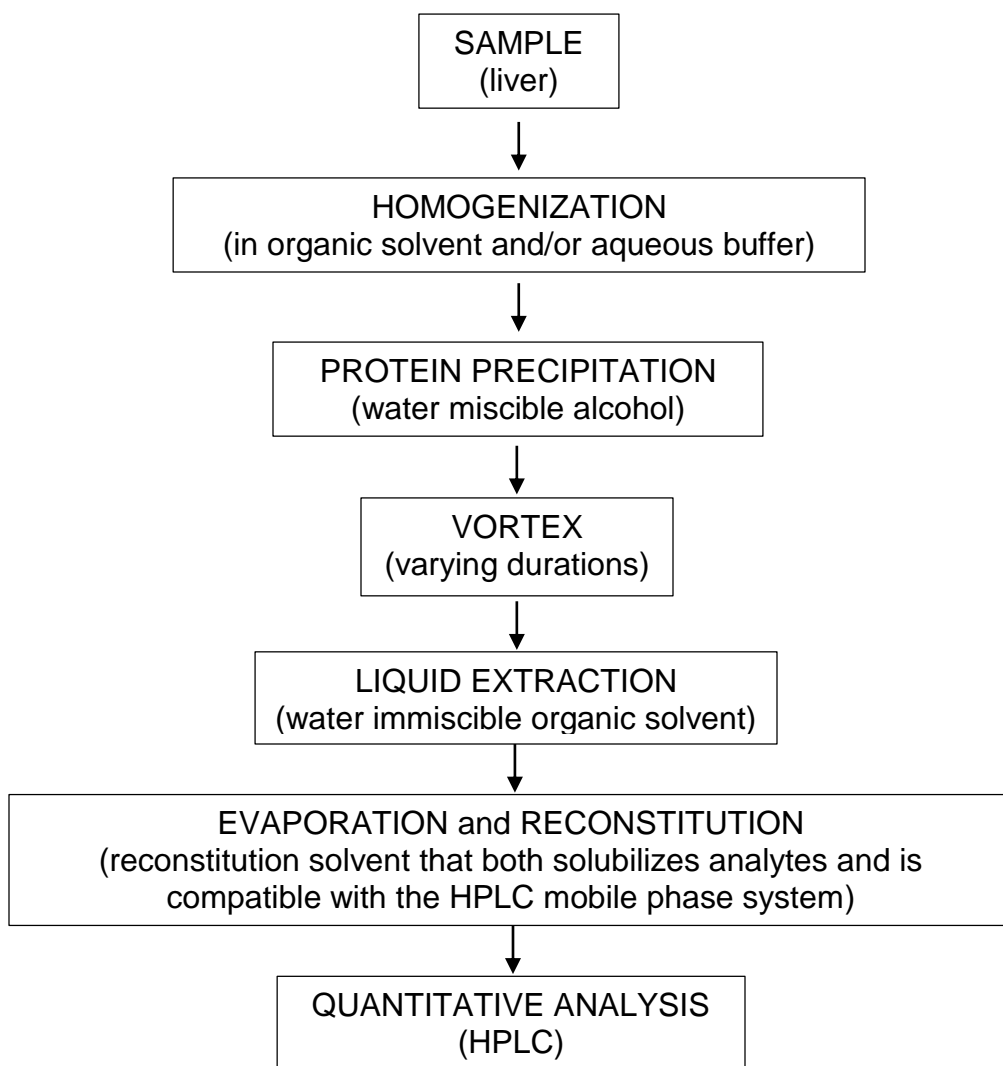 SAMPLE
(liver)
HOMOGENIZATION
(in organic solvent and/or aqueous buffer)
PROTEIN PRECIPITATION
(water miscible alcohol)
VORTEX
(varying durations)
LIQUID EXTRACTION
(water immiscible organic solvent)
EVAPORATION and RECONSTITUTION
(reconstitution solvent that both solubilizes analytes and is
compatible with the HPLC mobile phase system)
QUANTITATIVE ANALYSIS
(HPLC)